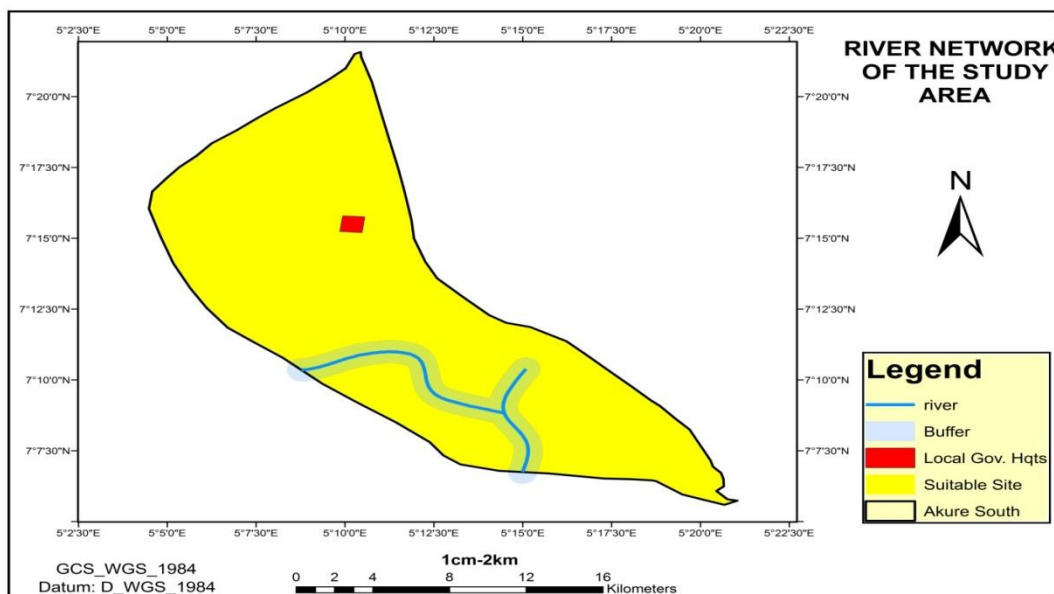 5°2'30"E 5°5'0"E 5°7'30"E 5°10'0"E 5°12'30"E 5°15'0"E 5°17'30"E 5°20'0"E 5°22'30"E
RIVER NETWORK
OF THE STUDY
AREA
7°20'0"N 7°20'0"N
7°17'30"N 7°17'30"N
N
7°15'0"N 7°15'0"N
7°12'30"N 7°12'30"N
7°10'0"N 7°10'0"N
7°7'30"N 7°7'30"N
Legend
river
Buffer
Local Gov. Hqts
Suitable Site
Akure South
5°2'30"E 5°5'0"E 5°7'30"E 5°10'0"E 5°12'30"E 5°15'0"E 5°17'30"E 5°20'0"E 5°22'30"E
GCS_WGS_1984
Datum: D_WGS_1984
1cm-2km
0 2 4 8 12 16
Kilometers